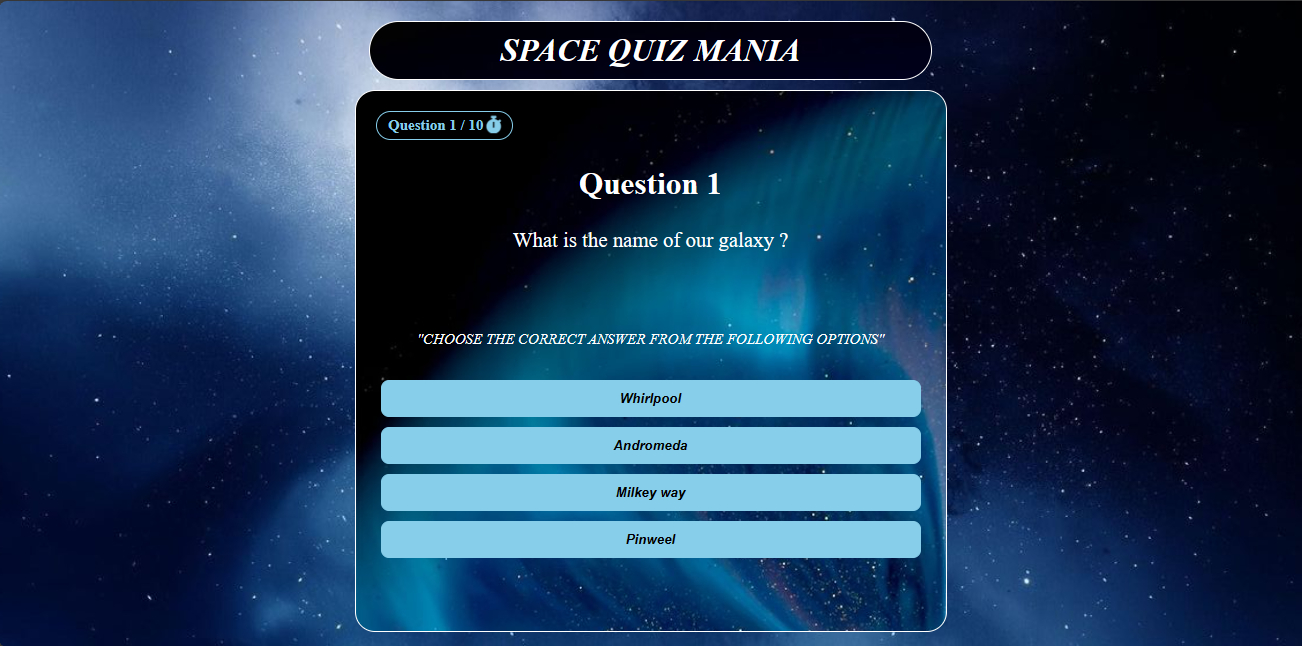 SPACE QUIZ MANIA
Question 1 / 10
Question 1
What is the name of our galaxy ?
"CHOOSE THE CORRECT ANSWER FROM THE FOLLOWING OPTIONS"
Whirlpool
Andromeda
Milkey way
Pinweel